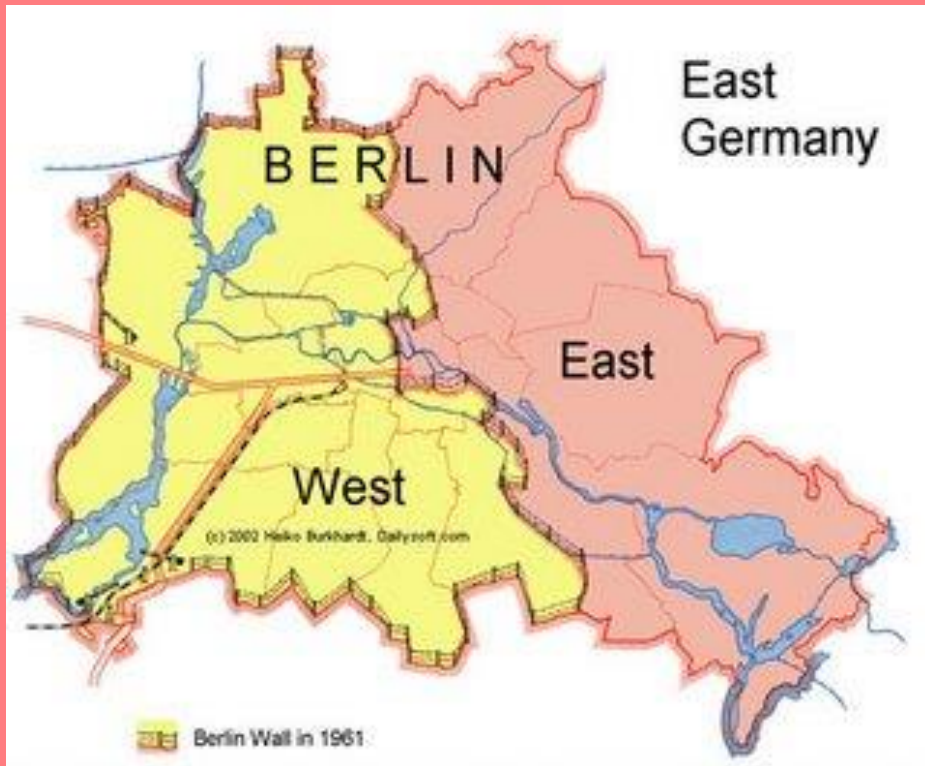 East
Germany
BERLIN
East
West
(c) 2002 Heiko Burkhardt, Dailysoft.com
Berlin Wall in 1961